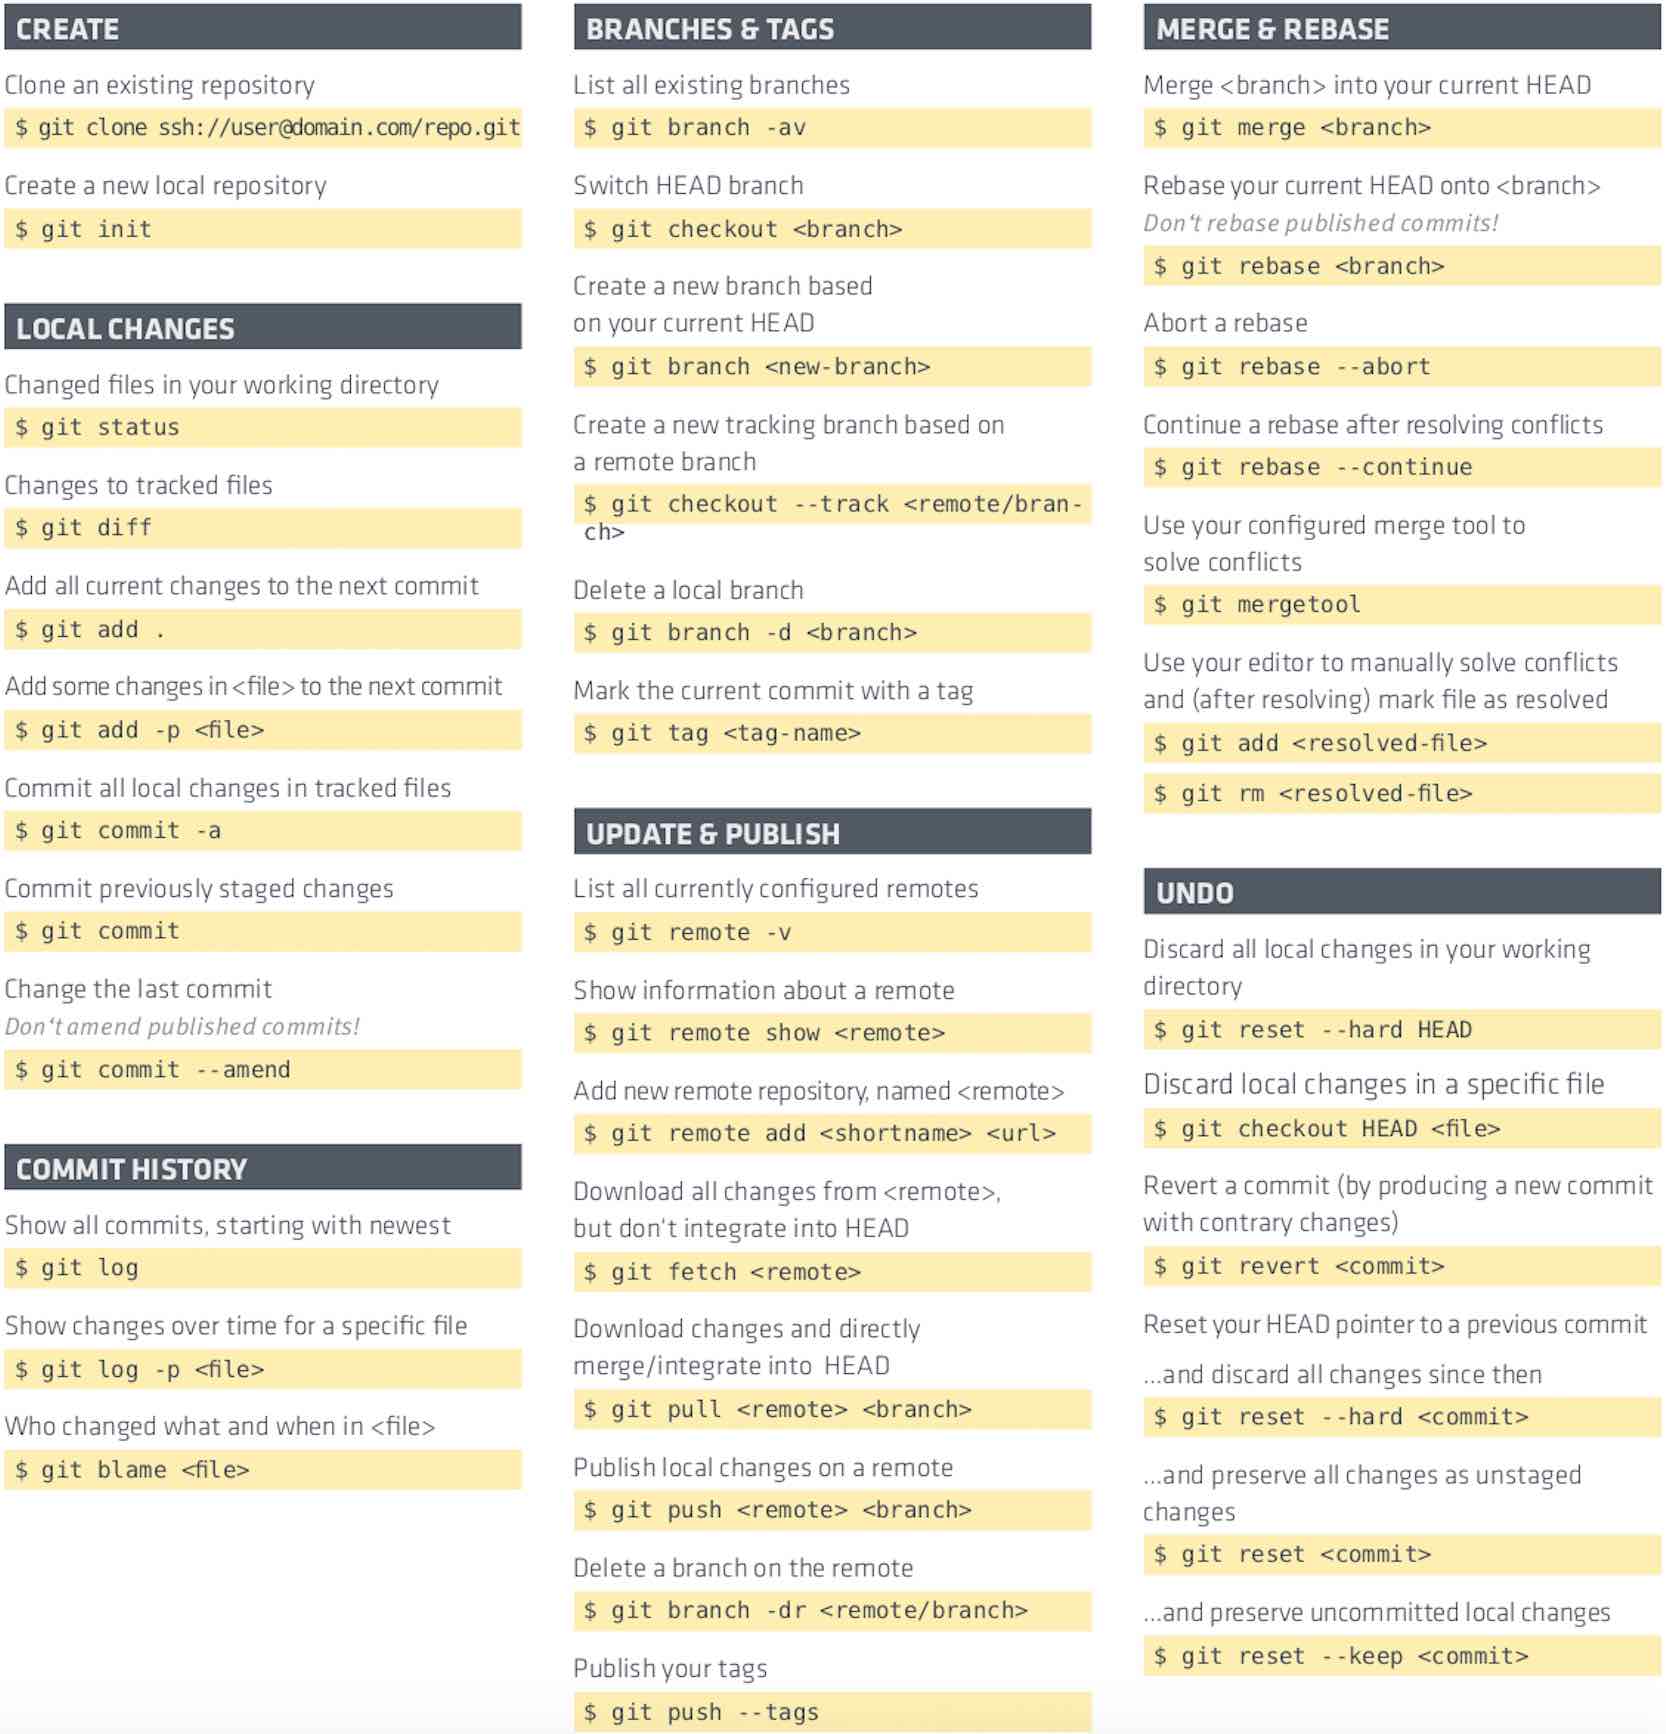 CREATE
Clone an existing repository
$ git clone ssh://user@domain.com/repo.git
Create a new local repository
$ git init
LOCAL CHANGES
Changed files in your working directory
$ git status
Changes to tracked files
$ git diff
Add all current changes to the next commit
$ git add .
Add some changes in <file> to the next commit
$ git add -p <file>
Commit all local changes in tracked files
$ git commit -a
Commit previously staged changes
$ git commit
Change the last commit
Don‘t amend published commits!
$ git commit --amend
COMMIT HISTORY
Show all commits, starting with newest
$ git log
Show changes over time for a specific file
$ git log -p <file>
Who changed what and when in <file>
$ git blame <file>
BRANCHES & TAGS
List all existing branches
$ git branch -av
Switch HEAD branch
$ git checkout <branch>
Create a new branch based
on your current HEAD
$ git branch <new-branch>
Create a new tracking branch based on
a remote branch
$ git checkout --track <remote/bran-
ch>
Delete a local branch
$ git branch -d <branch>
Mark the current commit with a tag
$ git tag <tag-name>
UPDATE & PUBLISH
List all currently configured remotes
$ git remote -v
Show information about a remote
$ git remote show <remote>
Add new remote repository, named <remote>
$ git remote add <shortname> <url>
Download all changes from <remote>,
but don‘t integrate into HEAD
$ git fetch <remote>
Download changes and directly
merge/integrate into HEAD
$ git pull <remote> <branch>
Publish local changes on a remote
$ git push <remote> <branch>
Delete a branch on the remote
$ git branch -dr <remote/branch>
Publish your tags
$ git push --tags
MERGE & REBASE
Merge <branch> into your current HEAD
$ git merge <branch>
Rebase your current HEAD onto <branch>
Don‘t rebase published commits!
$ git rebase <branch>
Abort a rebase
$ git rebase --abort
Continue a rebase after resolving conflicts
$ git rebase --continue
Use your configured merge tool to
solve conflicts
$ git mergetool
Use your editor to manually solve conflicts
and (after resolving) mark file as resolved
$ git add <resolved-file>
$ git rm <resolved-file>
UNDO
Discard all local changes in your working
directory
$ git reset --hard HEAD
Discard local changes in a specific file
$ git checkout HEAD <file>
Revert a commit (by producing a new commit
with contrary changes)
$ git revert <commit>
Reset your HEAD pointer to a previous commit
...and discard all changes since then
$ git reset --hard <commit>
...and preserve all changes as unstaged
changes
$ git reset <commit>
...and preserve uncommitted local changes
$ git reset --keep <commit>